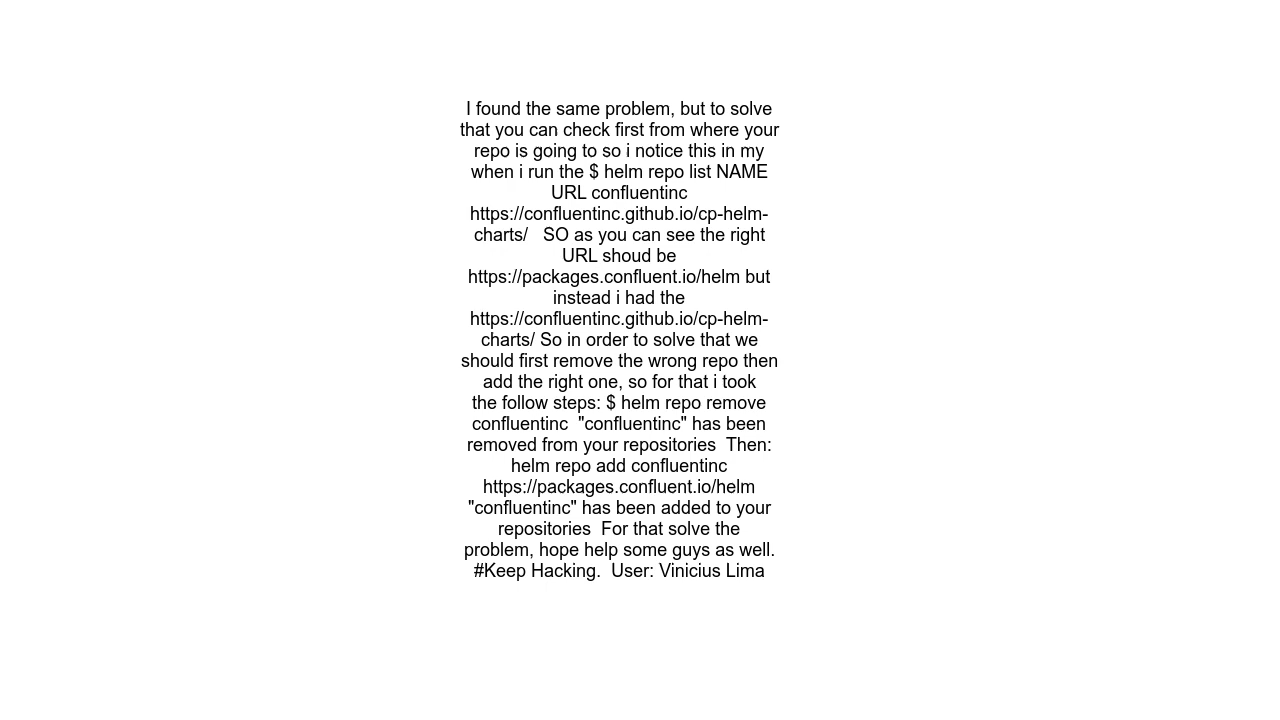 I found the same problem, but to solve
that you can check first from where your
repo is going to so i notice this in my
when i run the $ helm repo list NAME
URL confluentinc
https://confluentinc.github.io/cp-helm-
charts/   SO as you can see the right
URL shoud be
https://packages.confluent.io/helm but
instead i had the
https://confluentinc.github.io/cp-helm-
charts/ So in order to solve that we
should first remove the wrong repo then
add the right one, so for that i took
the follow steps: $ helm repo remove
confluentinc  "confluentinc" has been
removed from your repositories  Then:
helm repo add confluentinc
https://packages.confluent.io/helm
"confluentinc" has been added to your
repositories  For that solve the
problem, hope help some guys as well.
#Keep Hacking.  User: Vinicius Lima